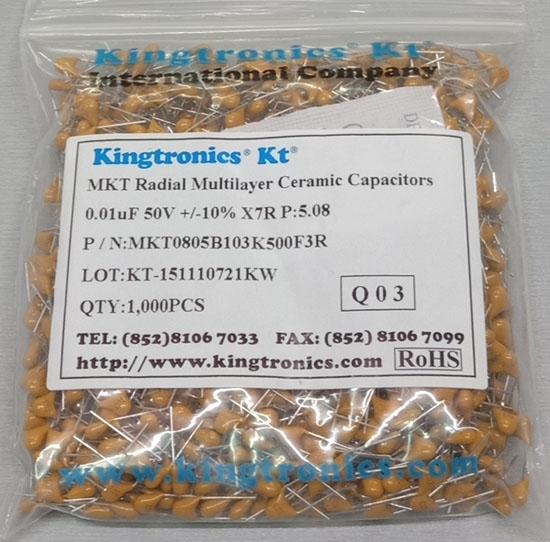 Kingtronics® Kt®
International Company
Kingtronics® Kt®
MKT Radial Multilayer Ceramic Capacitors
0.01uF 50V +/-10% X7R P:5.08
P / N:MKT0805B103K500F3R
LOT:KT-151110721KW
QTY:1,000PCS
Q 0 3
TEL: (852)8106 7033 FAX: (852) 8106 7099
http://www.kingtronics.com RoHS
www.kingtronics.com